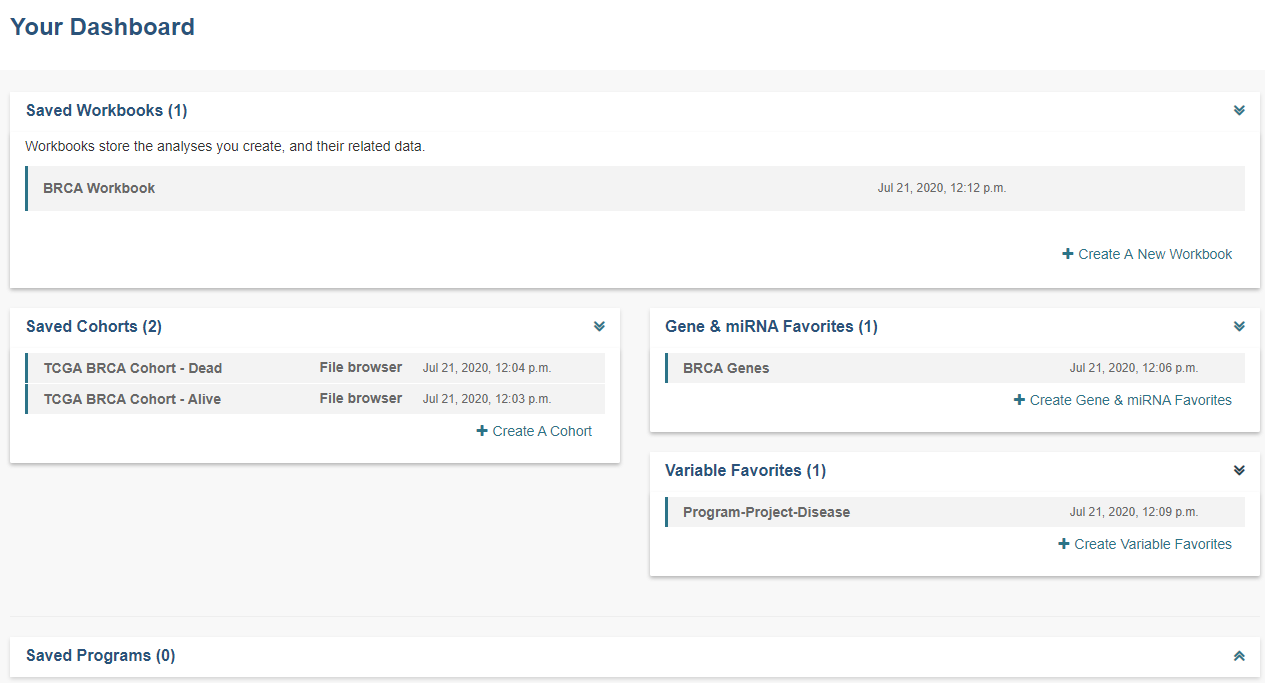 Your Dashboard
Saved Workbooks (1)
Workbooks store the analyses you create, and their related data.
BRCA Workbook Jul 21, 2020, 12:12 p.m.
Create A New Workbook
Saved Cohorts (2)
TCGA BRCA Cohort - Dead File browser Jul 21, 2020, 12:04 p.m.
TCGA BRCA Cohort - Alive File browser Jul 21, 2020, 12:03 p.m.
Create A Cohort
Gene & miRNA Favorites (1)
BRCA Genes Jul 21, 2020, 12:06 p.m.
Create Gene & miRNA Favorites
Variable Favorites (1)
Program-Project-Disease Jul 21, 2020, 12:09 p.m.
Create Variable Favorites
Saved Programs (0)